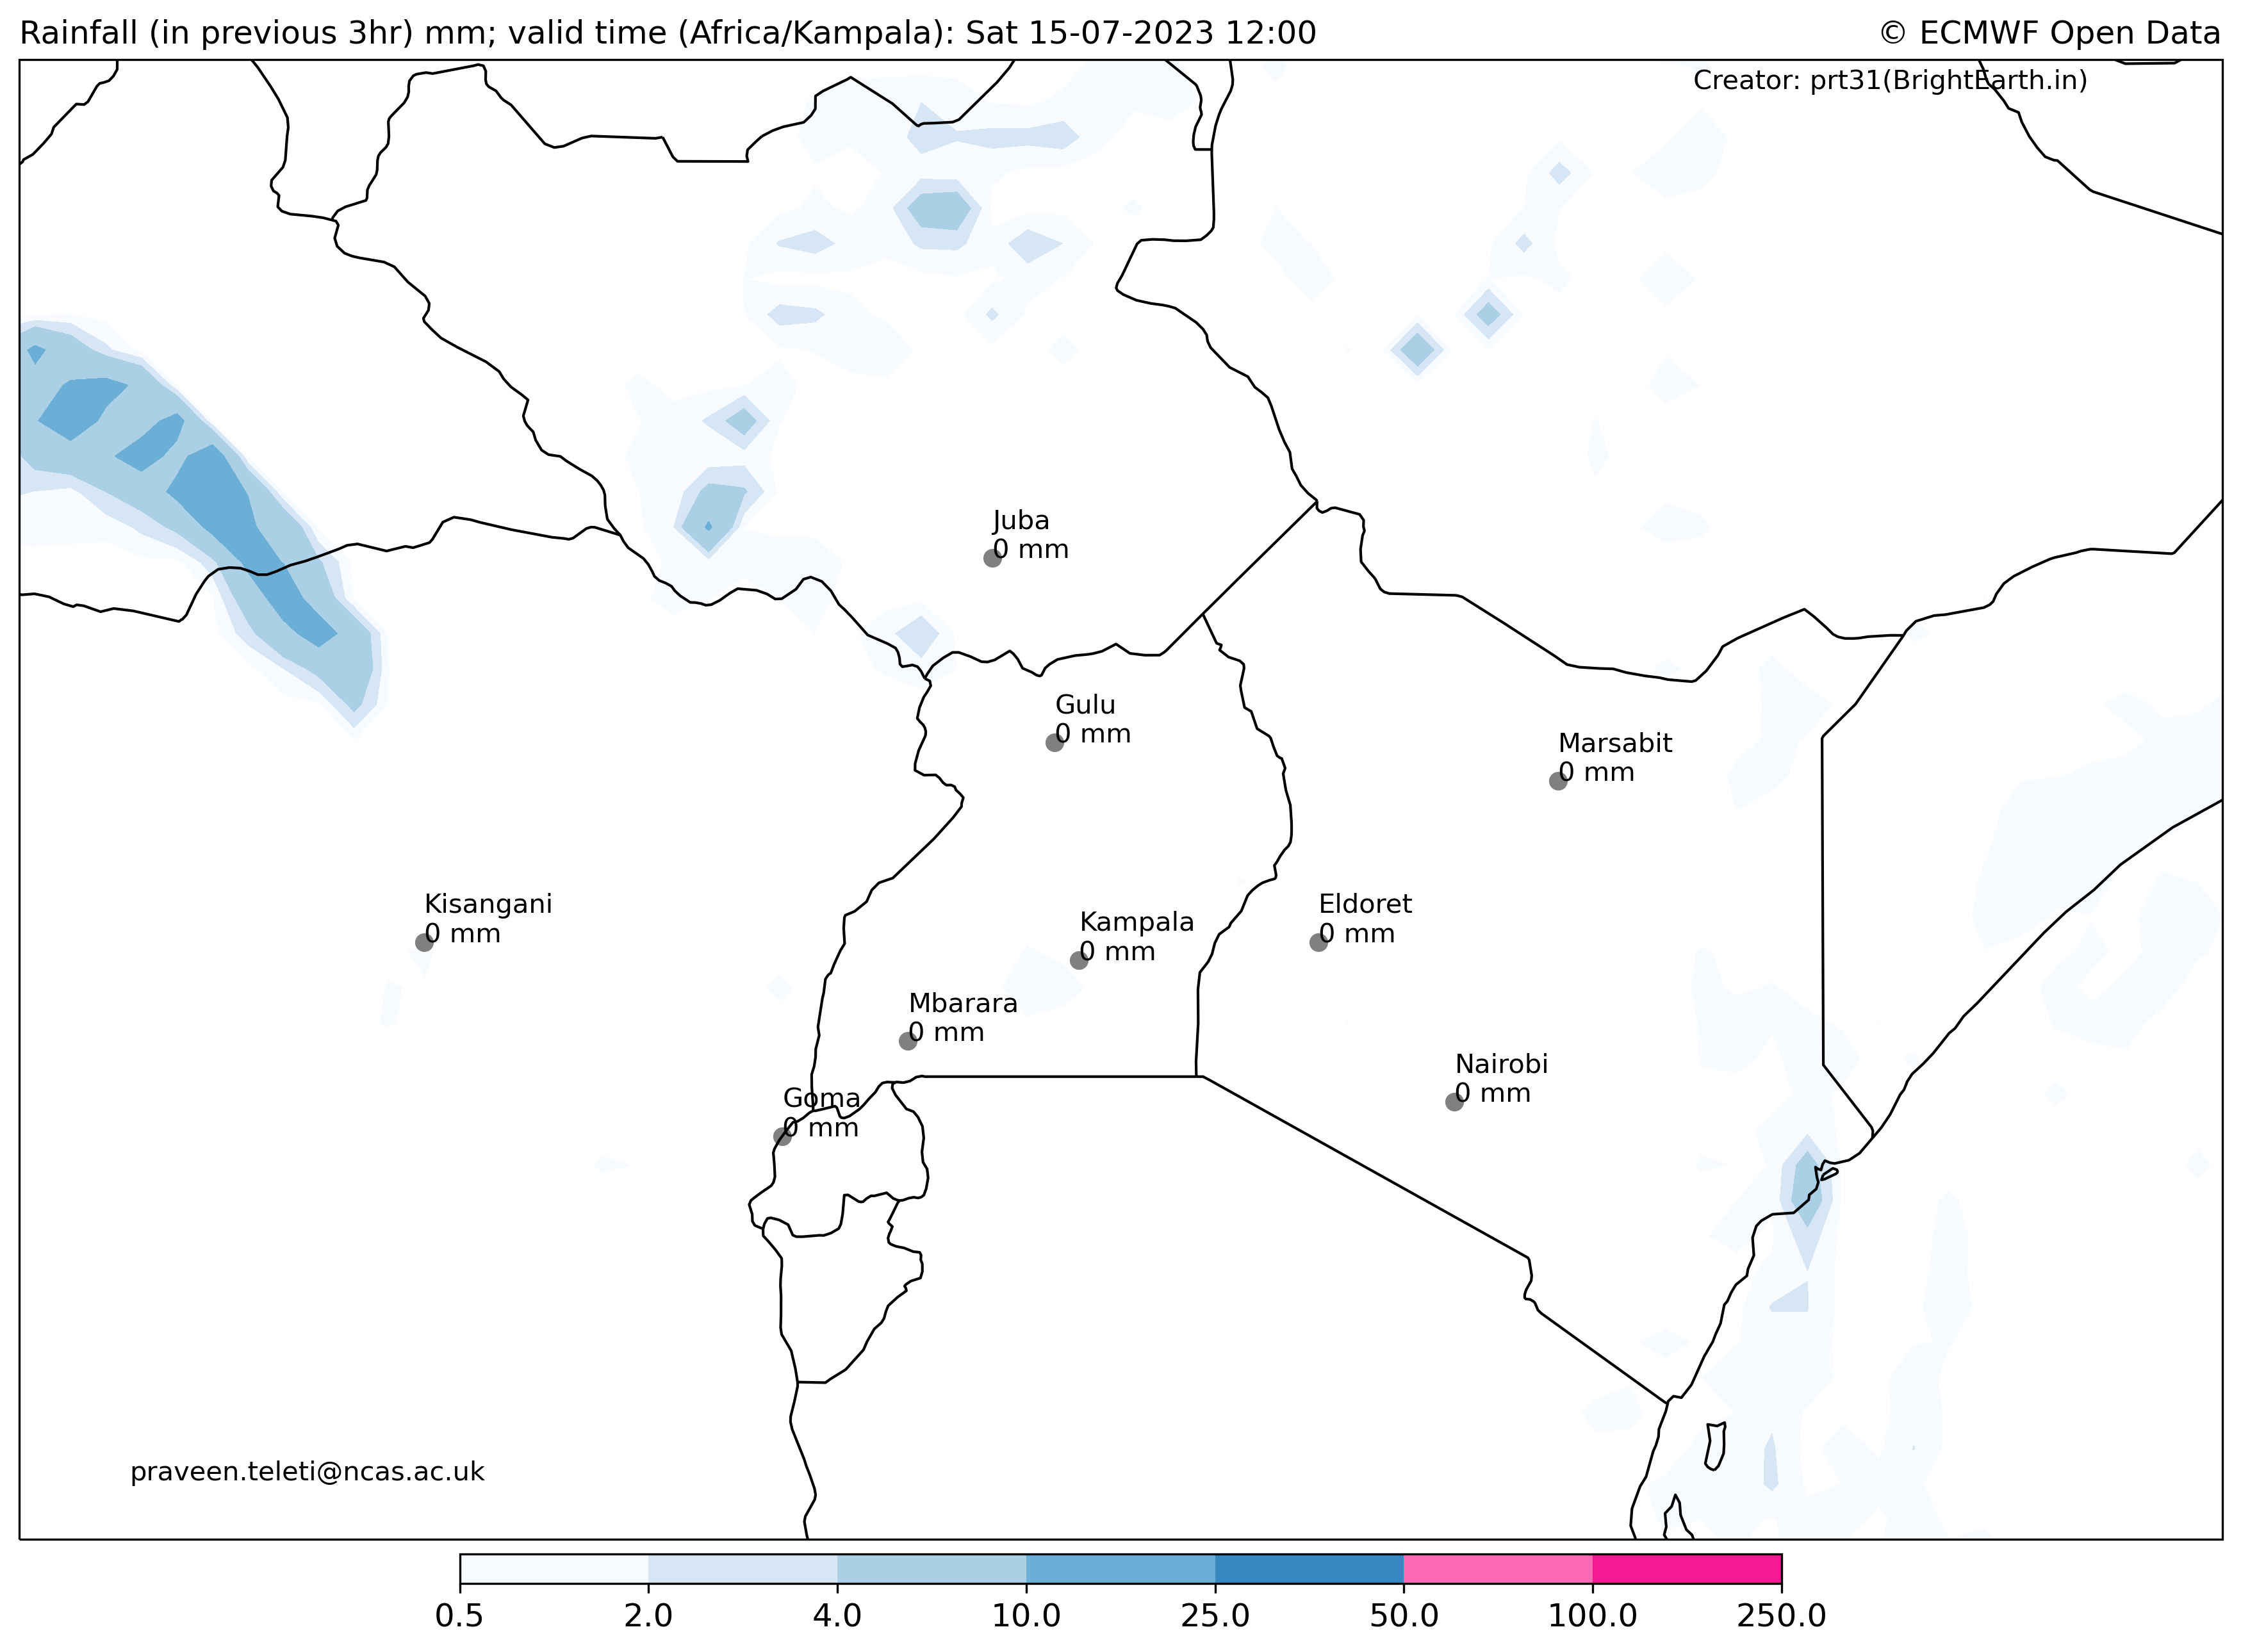 Rainfall (in previous 3hr) mm; valid time (Africa/Kampala): Sat 15-07-2023 12:00
© ECMWF Open Data
Creator: prt31(BrightEarth.in)
Juba
0 mm
Gulu
0 mm
Marsabit
0 mm
Kisangani
0 mm
Kampala
0 mm
Eldoret
0 mm
Mbarara
0 mm
Nairobi
0 mm
Goma
0 mm
praveen.teleti@ncas.ac.uk
0.5 2.0 4.0 10.0 25.0 50.0 100.0 250.0